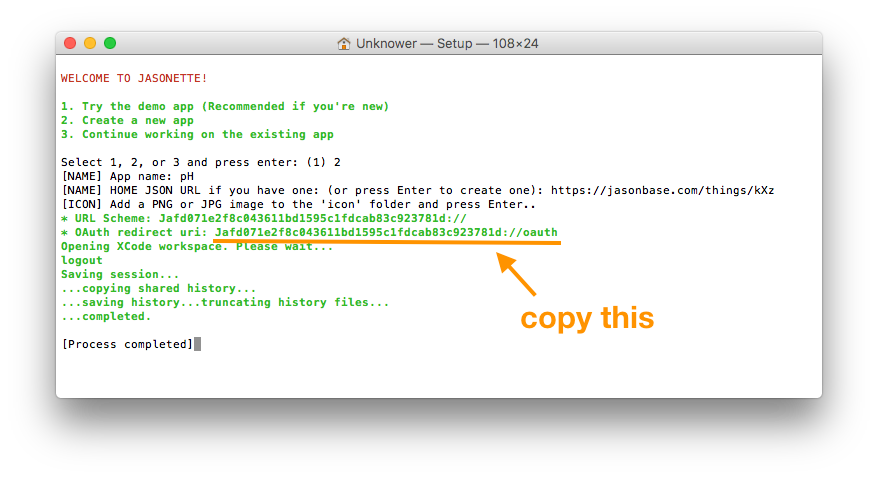 Unknower — Setup — 108×24
WELCOME TO JASONETTE!
1. Try the demo app (Recommended if you're new)
2. Create a new app
3. Continue working on the existing app
Select 1, 2, or 3 and press enter: (1) 2
[NAME] App name: pH
[NAME] HOME JSON URL if you have one: (or press Enter to create one): https://jasonbase.com/things/kXz
[ICON] Add a PNG or JPG image to the 'icon' folder and press Enter..
* URL Scheme: Jafd071e2f8c043611bd1595c1fdcab83c923781d://
* OAuth redirect uri: Jafd071e2f8c043611bd1595c1fdcab83c923781d://oauth
Opening XCode workspace. Please wait...
logout
Saving session...
...copying shared history...
...saving history...truncating history files...
...completed.
[Process completed]
copy this